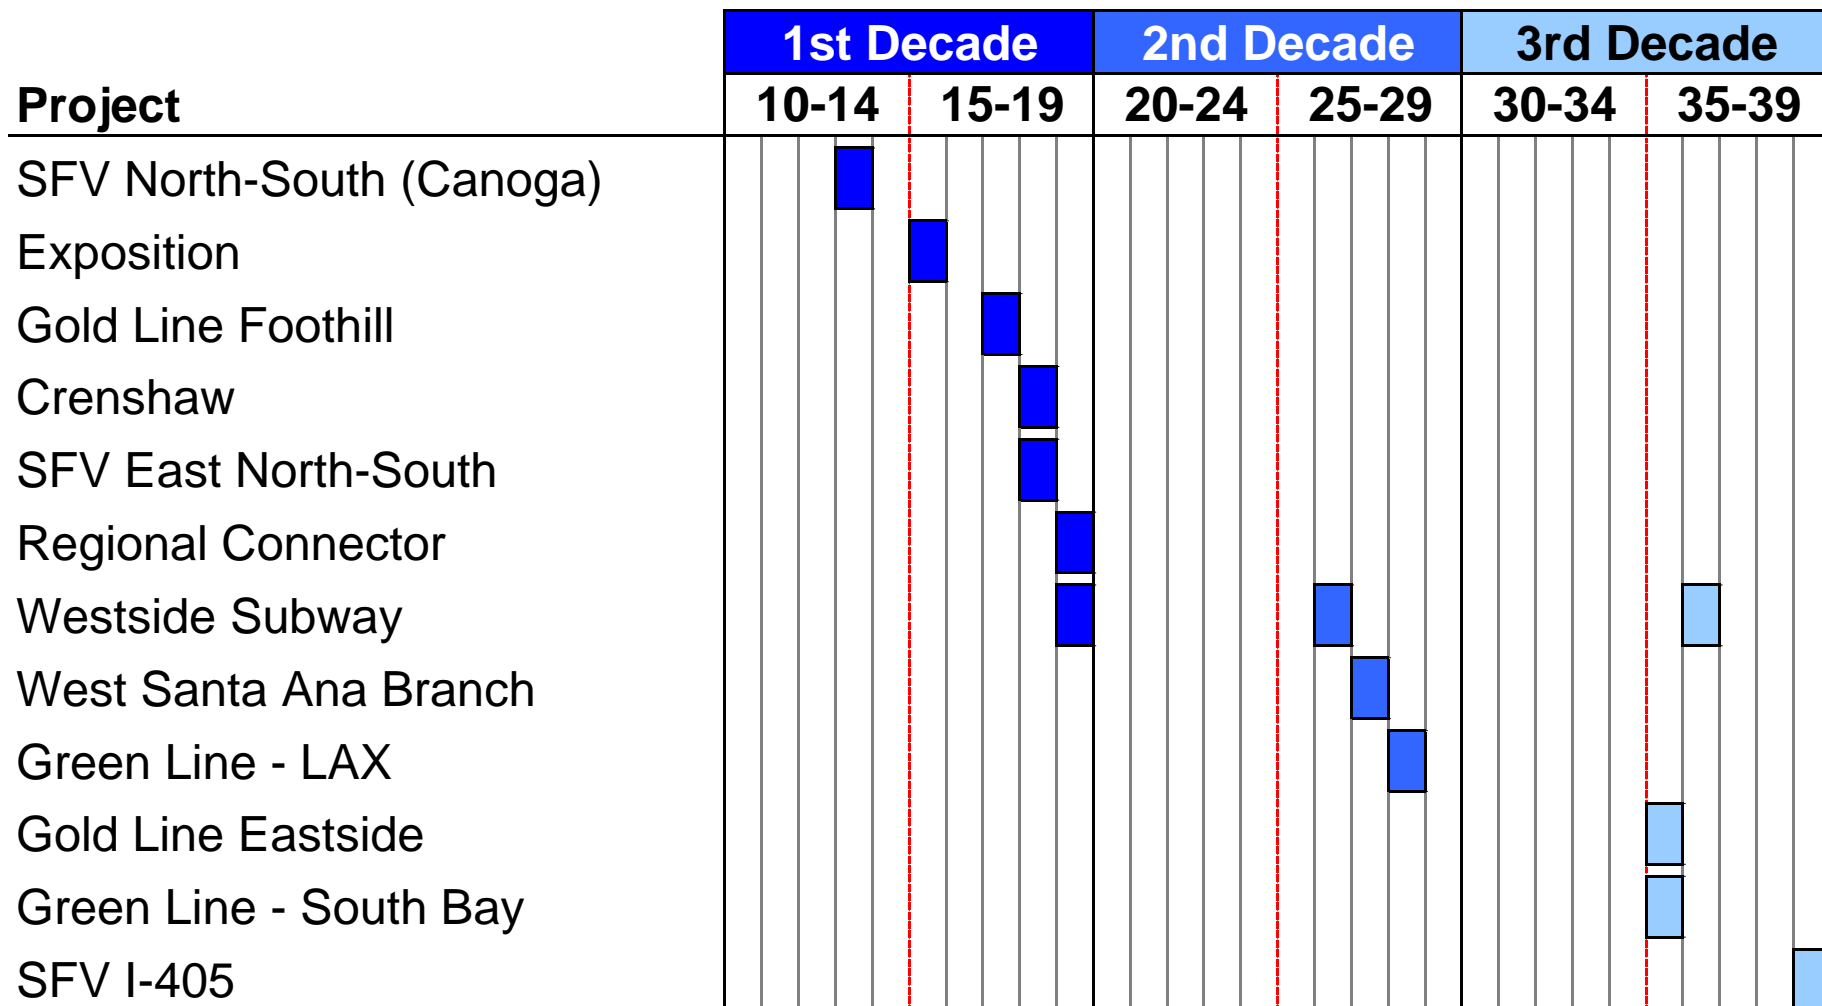 1st Decade 2nd Decade 3rd Decade
Project 10-14 15-19 20-24 25-29 30-34 35-39
SFV North-South (Canoga)
Exposition
Gold Line Foothill
Crenshaw
SFV East North-South
Regional Connector
Westside Subway
West Santa Ana Branch
Green Line - LAX
Gold Line Eastside
Green Line - South Bay
SFV I-405